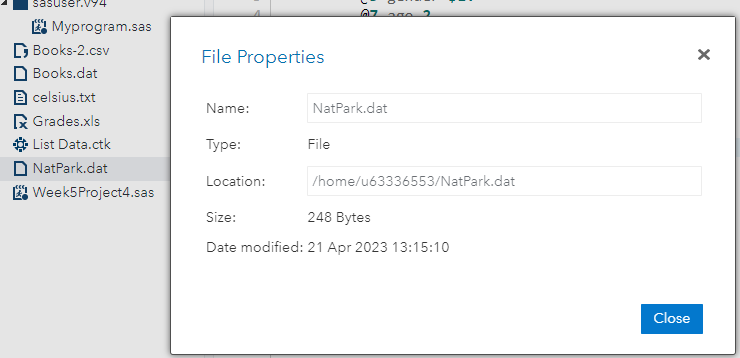 sasuser.v94
Myprogram.sas
Books-2.csv
Books.dat
celsius.txt
Grades.xls
List Data.ctk
NatPark.dat
Week5Project4.sas
4
@7 age 2.
File Properties
Name: NatPark.dat
Type: File
Location: /home/u63336553/NatPark.dat
Size: 248 Bytes
Date modified: 21 Apr 2023 13:15:10
Close